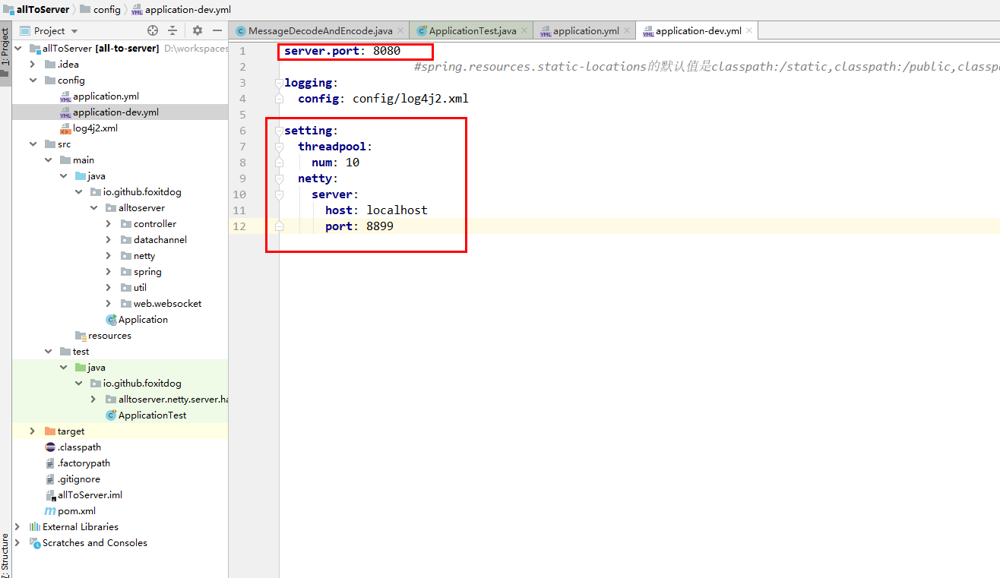 allToServer config application-dev.yml
Project
MessageDecodeAndEncode.java ApplicationTest.java application.yml application-dev.yml
1: Project
allToServer [all-to-server] D:\workspaces
.idea
config
application.yml
application-dev.yml
log4j2.xml
src
main
java
io.github.foxitdog
alltoserver
controller
datachannel
netty
spring
util
web.websocket
Application
resources
test
java
io.github.foxitdog
alltoserver.netty.server.ha
ApplicationTest
target
.classpath
.factorypath
.gitignore
allToServer.iml
pom.xml
External Libraries
Scratches and Consoles
Z: Structure
1 server.port: 8080
2 #spring.resources.static-locations的默认值是classpath:/static,classpath:/public,classp
3 logging:
4 config: config/log4j2.xml
5
6 setting:
7 threadpool:
8 num: 10
9 netty:
10 server:
11 host: localhost
12 port: 8899